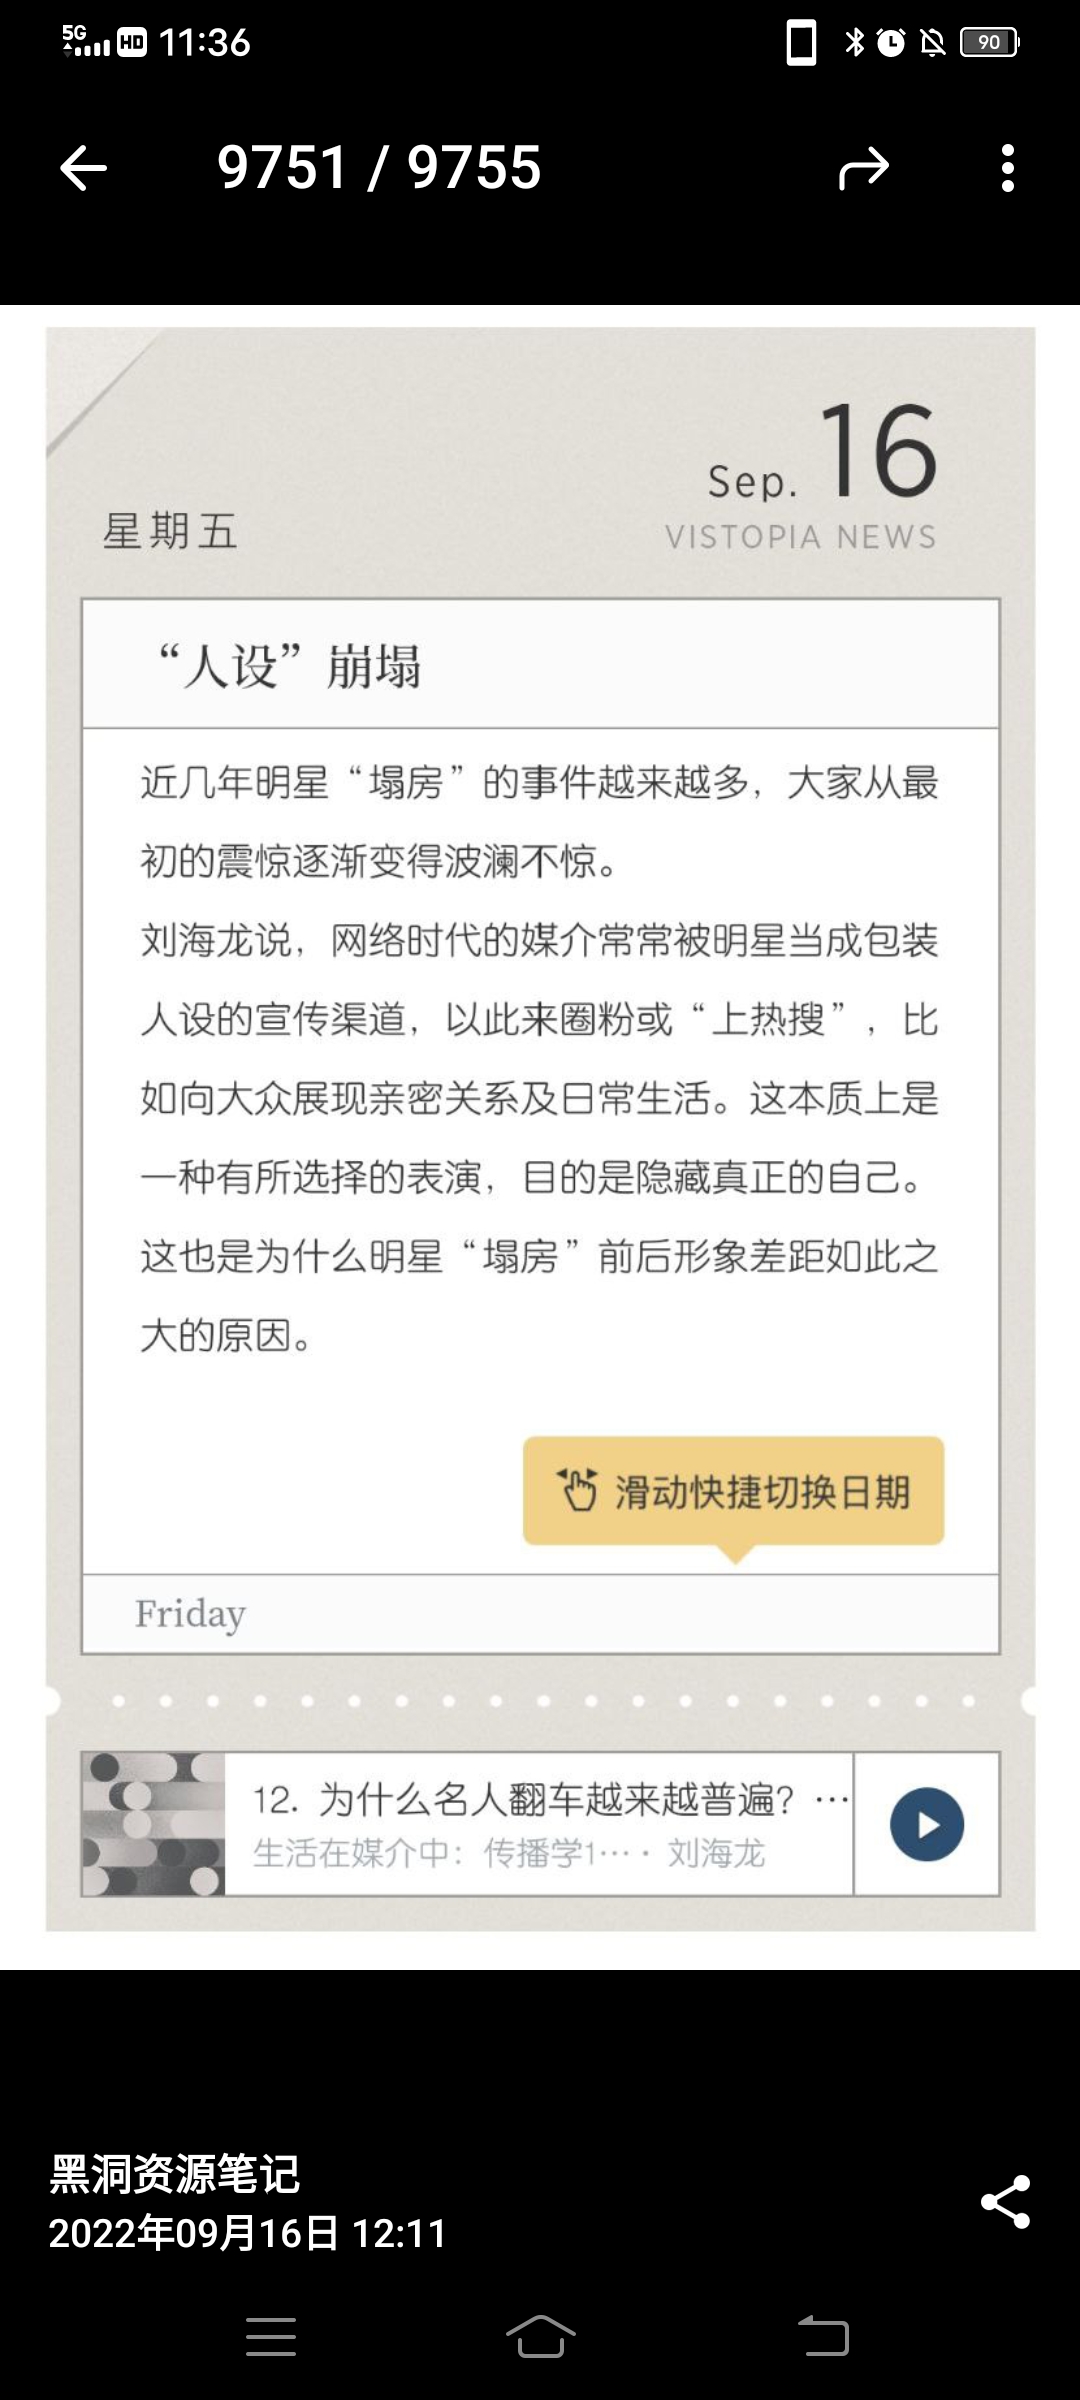 5G HD 11:36 90
9751 / 9755
Sep. 16
星期五
VISTOPIA NEWS
“人设”崩塌
近几年明星“塌房”的事件越来越多，大家从最
初的震惊逐渐变得波澜不惊。
刘海龙说，网络时代的媒介常常被明星当成包装
人设的宣传渠道，以此来圈粉或“上热搜”，比
如向大众展现亲密关系及日常生活。这本质上是
一种有所选择的表演，目的是隐藏真正的自己。
这也是为什么明星“塌房”前后形象差距如此之
大的原因。
滑动快捷切换日期
Friday
12. 为什么名人翻车越来越普遍？…
生活在媒介中：传播学1…· 刘海龙
黑洞资源笔记
2022年09月16日 12:11